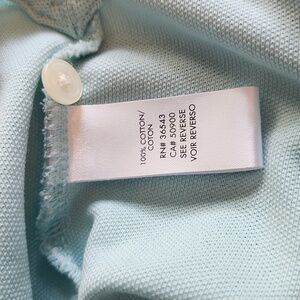 100% COTTON/
COTON
RN# 36543
CA# 50900
SEE REVERSE
VOIR REVERSO